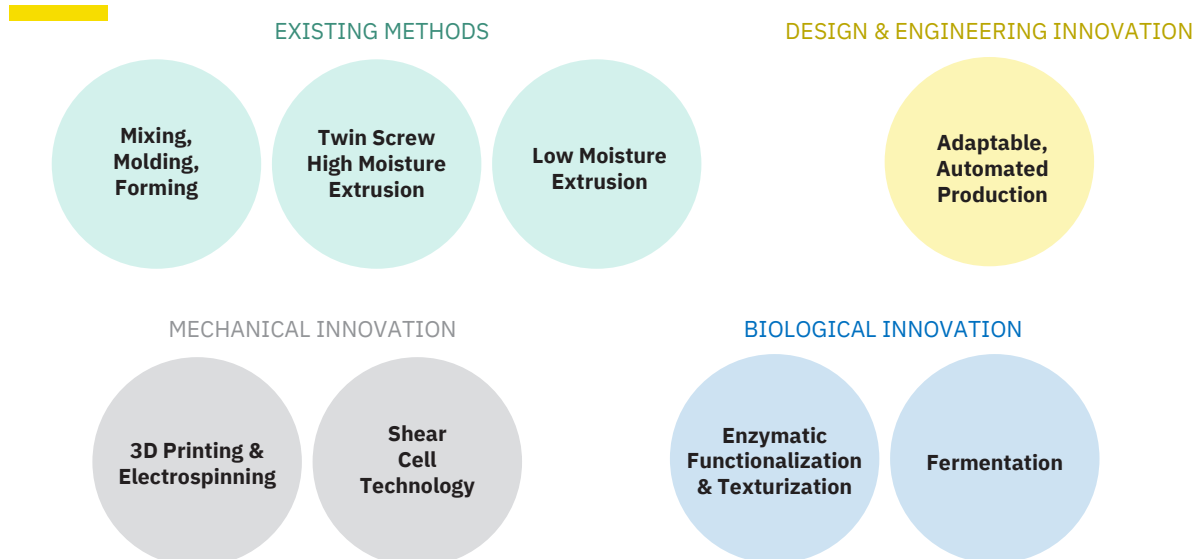 EXISTING METHODS
Mixing,
Molding,
Forming
Twin Screw
High Moisture
Extrusion
Low Moisture
Extrusion
DESIGN & ENGINEERING INNOVATION
Adaptable,
Automated
Production
MECHANICAL INNOVATION
3D Printing &
Electrospinning
Shear
Cell
Technology
BIOLOGICAL INNOVATION
Enzymatic
Functionalization
& Texturization
Fermentation